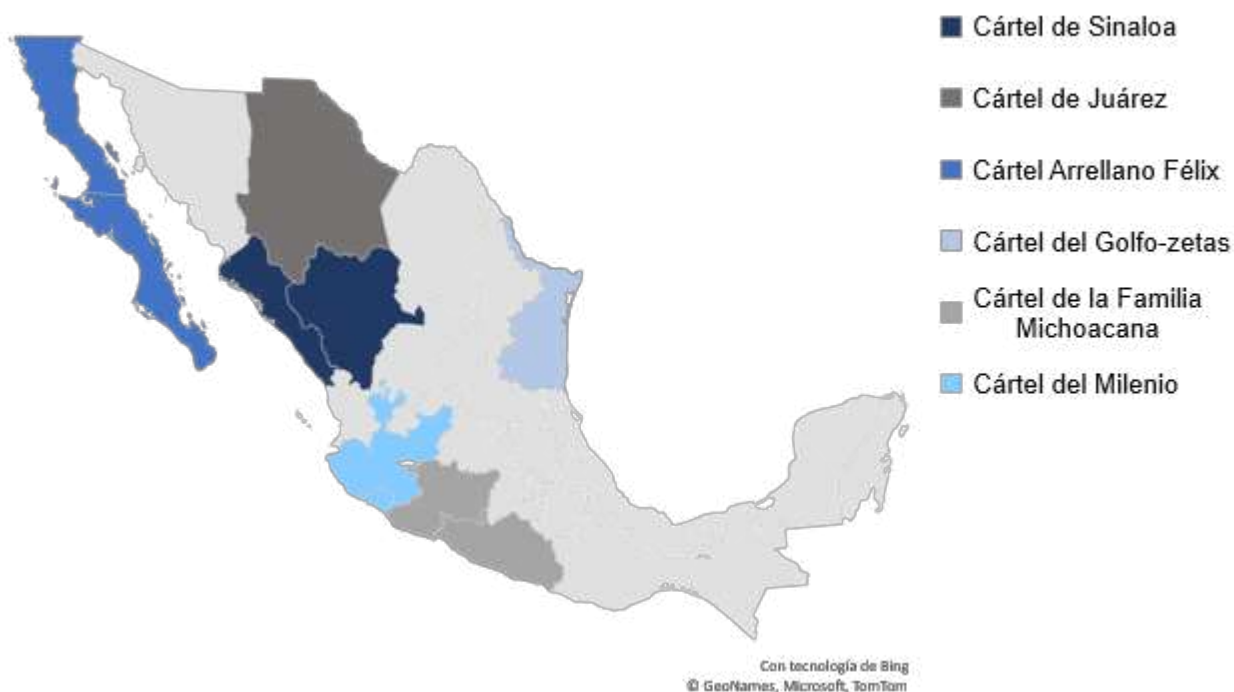 Cártel de Sinaloa
Cártel de Juárez
Cártel Arrellano Félix
Cártel del Golfo-zetas
Cártel de la Familia
Michoacana
Cártel del Milenio
Con tecnología de Bing
© GeoNames, Microsoft, TomTom